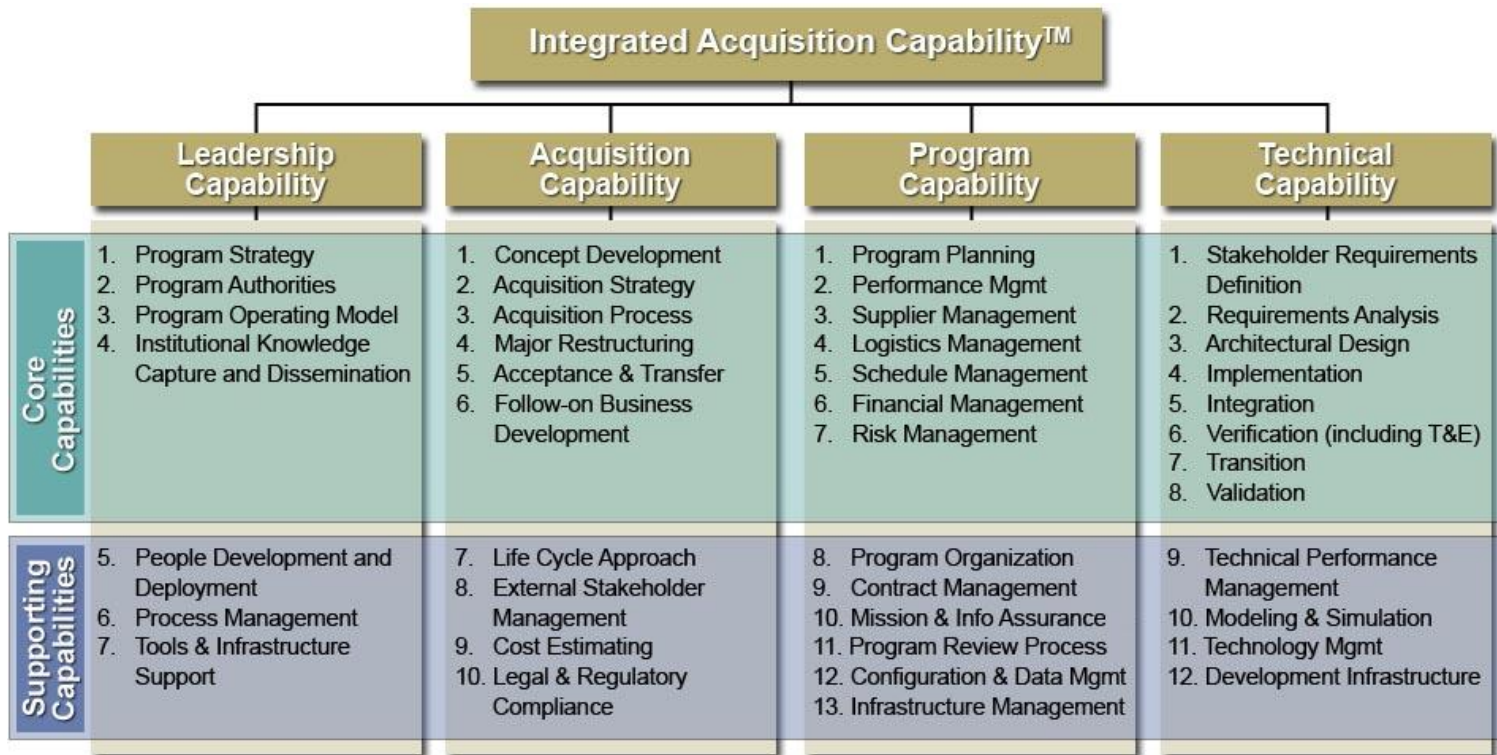 Integrated Acquisition Capability™
Leadership
Capability
Acquisition
Capability
Program
Capability
Technical
Capability
Core
Capabilities
1. Program Strategy
2. Program Authorities
3. Program Operating Model
4. Institutional Knowledge
Capture and Dissemination
1. Concept Development
2. Acquisition Strategy
3. Acquisition Process
4. Major Restructuring
5. Acceptance & Transfer
6. Follow-on Business
Development
1. Program Planning
2. Performance Mgmt
3. Supplier Management
4. Logistics Management
5. Schedule Management
6. Financial Management
7. Risk Management
1. Stakeholder Requirements
Definition
2. Requirements Analysis
3. Architectural Design
4. Implementation
5. Integration
6. Verification (including T&E)
7. Transition
8. Validation
Supporting
Capabilities
5. People Development and
Deployment
6. Process Management
7. Tools & Infrastructure
Support
7. Life Cycle Approach
8. External Stakeholder
Management
9. Cost Estimating
10. Legal & Regulatory
Compliance
8. Program Organization
9. Contract Management
10. Mission & Info Assurance
11. Program Review Process
12. Configuration & Data Mgmt
13. Infrastructure Management
9. Technical Performance
Management
10. Modeling & Simulation
11. Technology Mgmt
12. Development Infrastructure